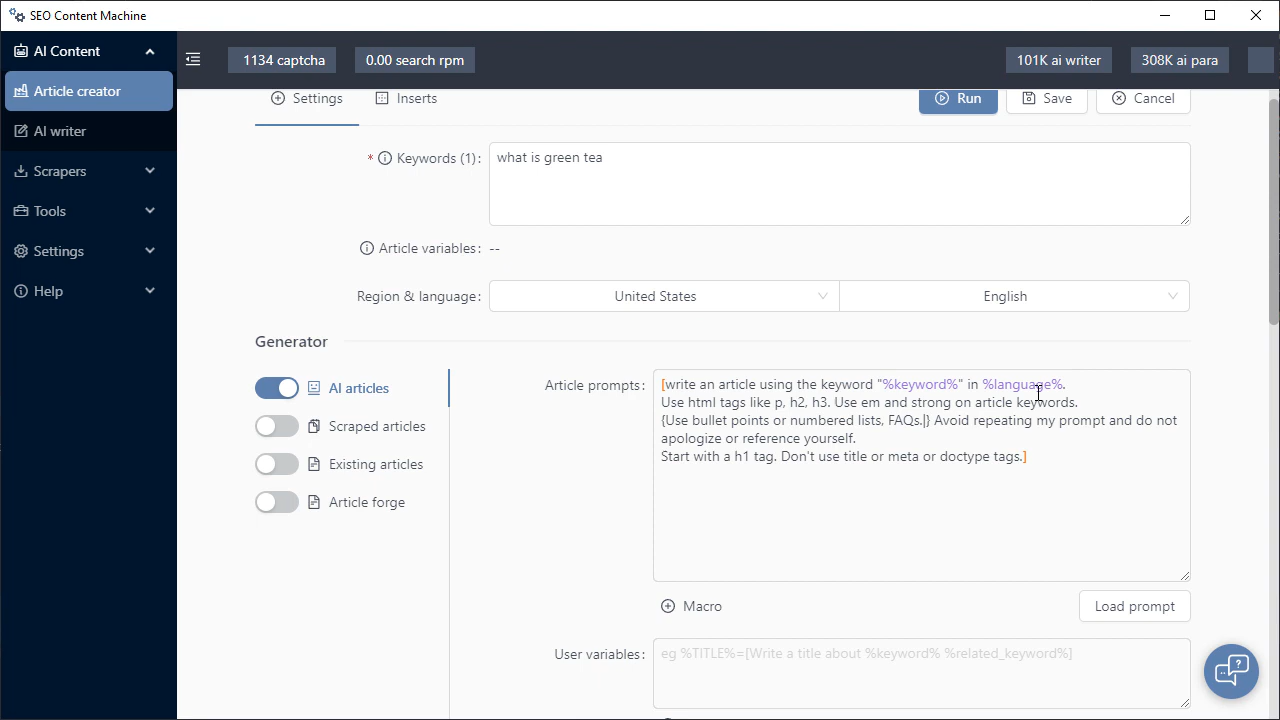 SEO Content Machine
AI Content
Article creator
AI writer
Scrapers
Tools
Settings
Help
1134 captcha
0.00 search rpm
101K ai writer
308K ai para
Settings
Inserts
Run
Save
Cancel
* Keywords (1):
what is green tea
Article variables: --
Region & language:
United States
English
Generator
AI articles
Scraped articles
Existing articles
Article forge
Article prompts:
[write an article using the keyword "%keyword%" in %language%.
Use html tags like p, h2, h3. Use em and strong on article keywords.
{Use bullet points or numbered lists, FAQs.|} Avoid repeating my prompt and do not
apologize or reference yourself.
Start with a h1 tag. Don't use title or meta or doctype tags.]
Macro
Load prompt
User variables:
eg %TITLE%=[Write a title about %keyword% %related_keyword%]